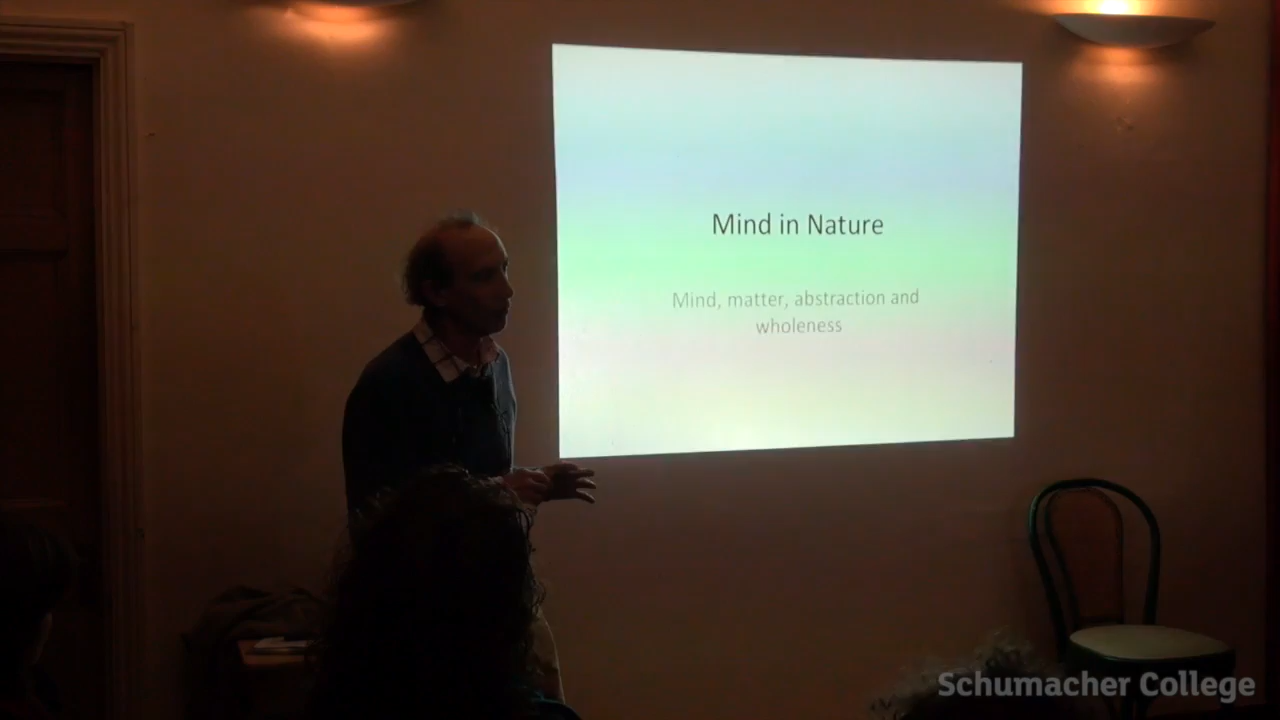 Mind in Nature
Mind, matter, abstraction and
wholeness
Schumacher College